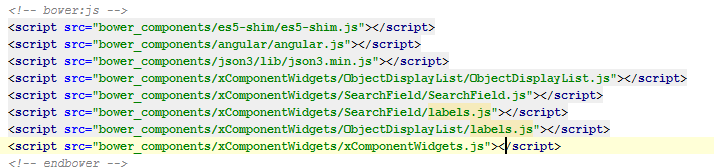 <!-- bower:js -->
<script src="bower_components/es5-shim/es5-shim.js"></script>
<script src="bower_components/angular/angular.js"></script>
<script src="bower_components/json3/lib/json3.min.js"></script>
<script src="bower_components/xComponentWidgets/ObjectDisplayList/ObjectDisplayList.js"></script>
<script src="bower_components/xComponentWidgets/SearchField/SearchField.js"></script>
<script src="bower_components/xComponentWidgets/SearchField/labels.js"></script>
<script src="bower_components/xComponentWidgets/ObjectDisplayList/labels.js"></script>
<script src="bower_components/xComponentWidgets/xComponentWidgets.js"></script>
<!-- endbower -->